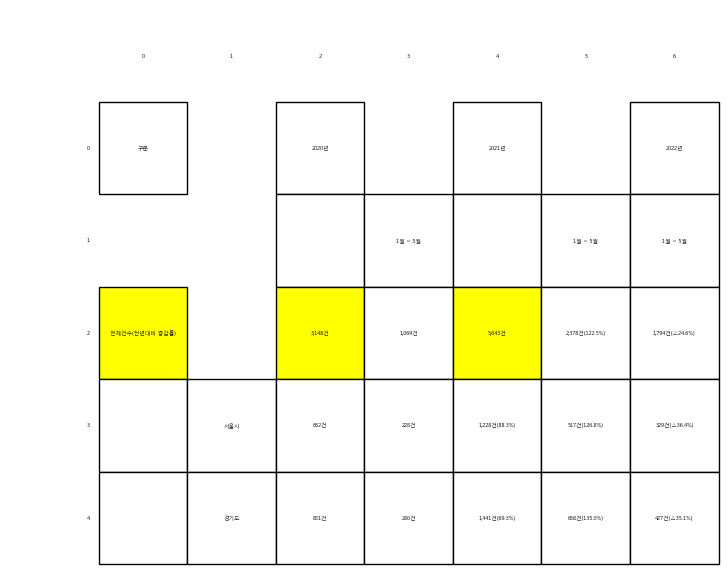 0 1 2 3 4 5 6
0 구분 2020년 2021년 2022년
1 1월 ~ 5월 1월 ~ 5월 1월 ~ 5월
2 전체건수(전년대비 증감률) 3,148건 1,069건 5,643건 2,378건(122.5%) 1,794건(△24.6%)
3 서울시 652건 228건 1,228건(88.3%) 517건(126.8%) 329건(△36.4%)
4 경기도 851건 280건 1,441건(69.3%) 658건(135.0%) 427건(△35.1%)